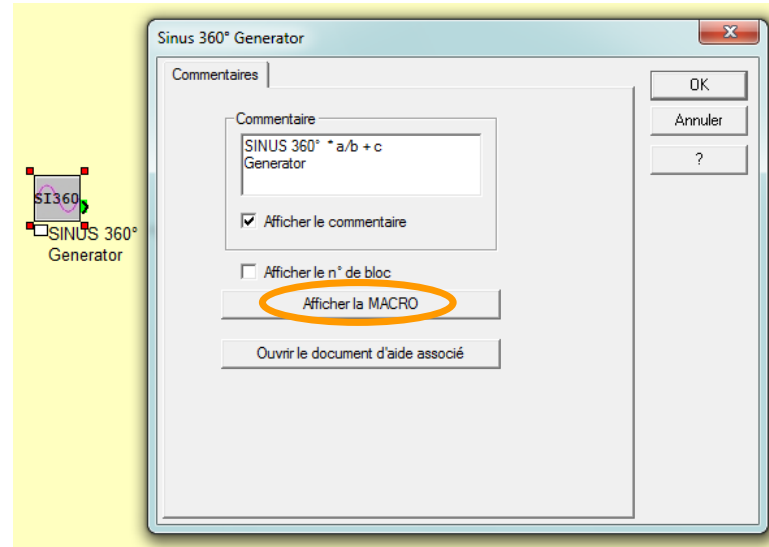 Sinus 360° Generator
Commentaires
OK
Annuler
?
Commentaire
SINUS 360° * a/b + c
Generator
Afficher le commentaire
Afficher le n° de bloc
Afficher la MACRO
Ouvrir le document d'aide associé
SI360
SINUS 360°
Generator